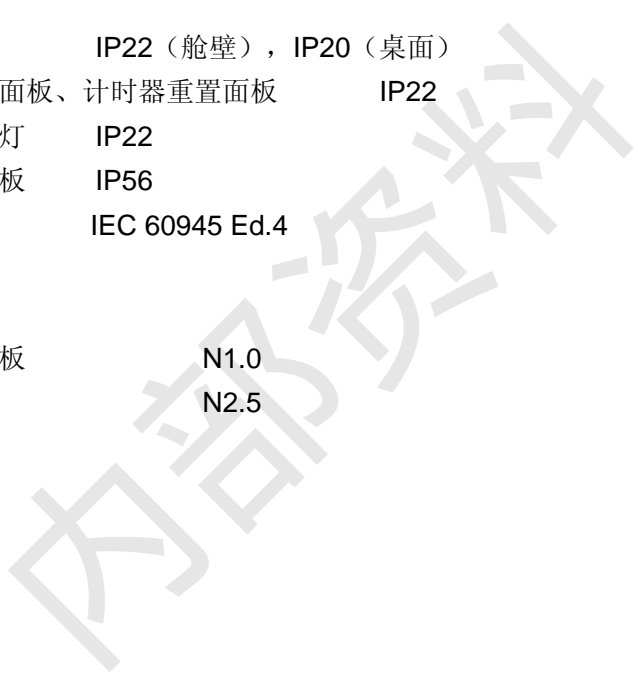 IP22（舱壁），IP20（桌面）
面板、计时器重置面板 IP22
灯 IP22
板 IP56
IEC 60945 Ed.4
板 N1.0
N2.5
内部资料